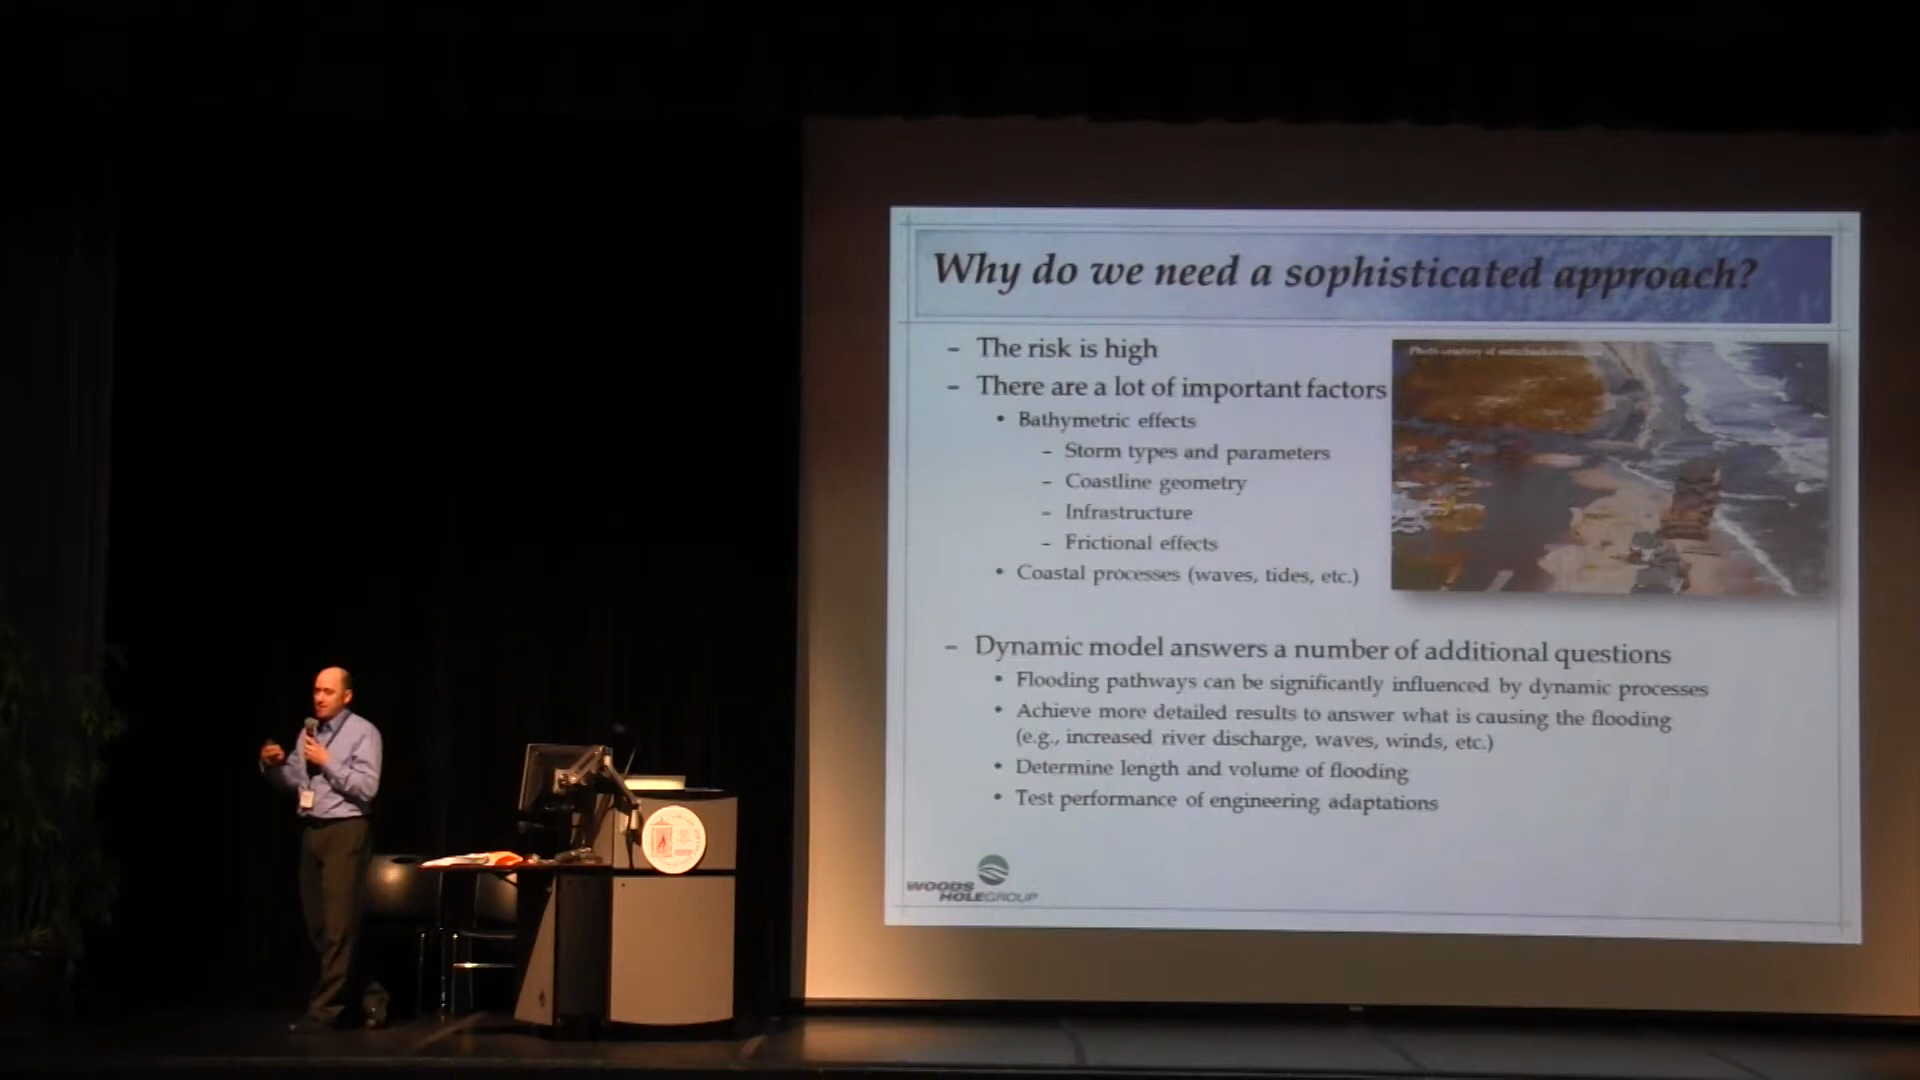 Why do we need a sophisticated approach?
– The risk is high
– There are a lot of important factors
• Bathymetric effects
– Storm types and parameters
– Coastline geometry
– Infrastructure
– Frictional effects
• Coastal processes (waves, tides, etc.)
Photo courtesy of
– Dynamic model answers a number of additional questions
• Flooding pathways can be significantly influenced by dynamic processes
• Achieve more detailed results to answer what is causing the flooding
(e.g., increased river discharge, waves, winds, etc.)
• Determine length and volume of flooding
• Test performance of engineering adaptations
WOODS
HOLEGROUP